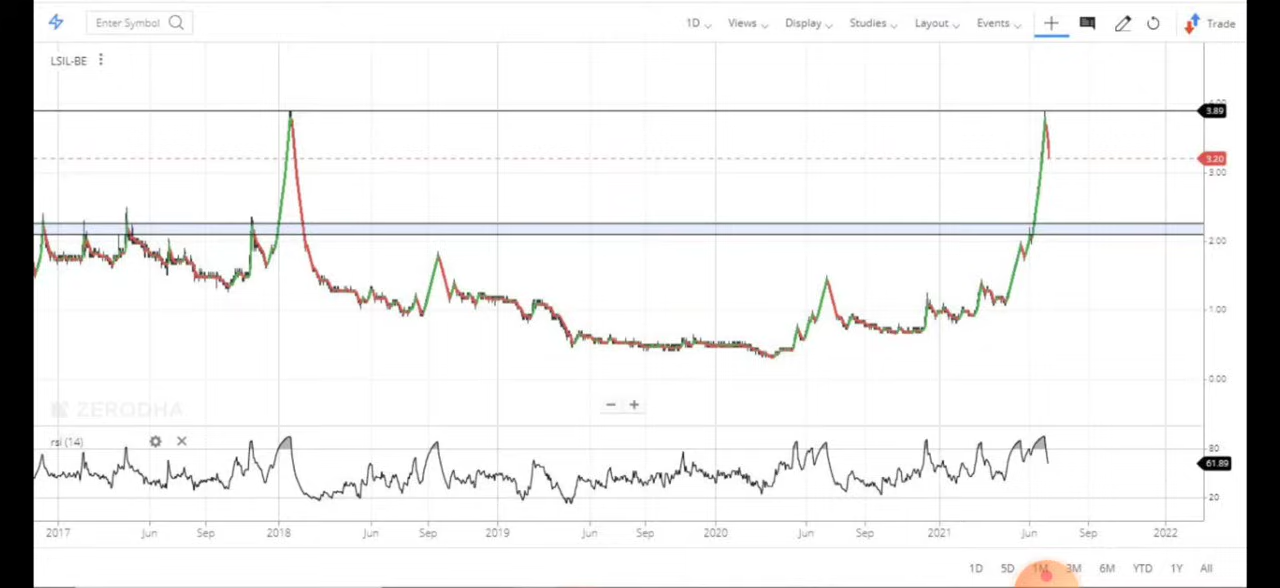 Enter Symbol 1D Views Display Studies Layout Events Trade
LSIL-BE
4.00
3.89
3.20
3.00
2.00
1.00
0.00
ZERODHA
− +
rsi (14)
80
61.89
20
2017 Jun Sep 2018 Jun Sep 2019 Jun Sep 2020 Jun Sep 2021 Jun Sep 2022
1D 5D 1M 3M 6M YTD 1Y All